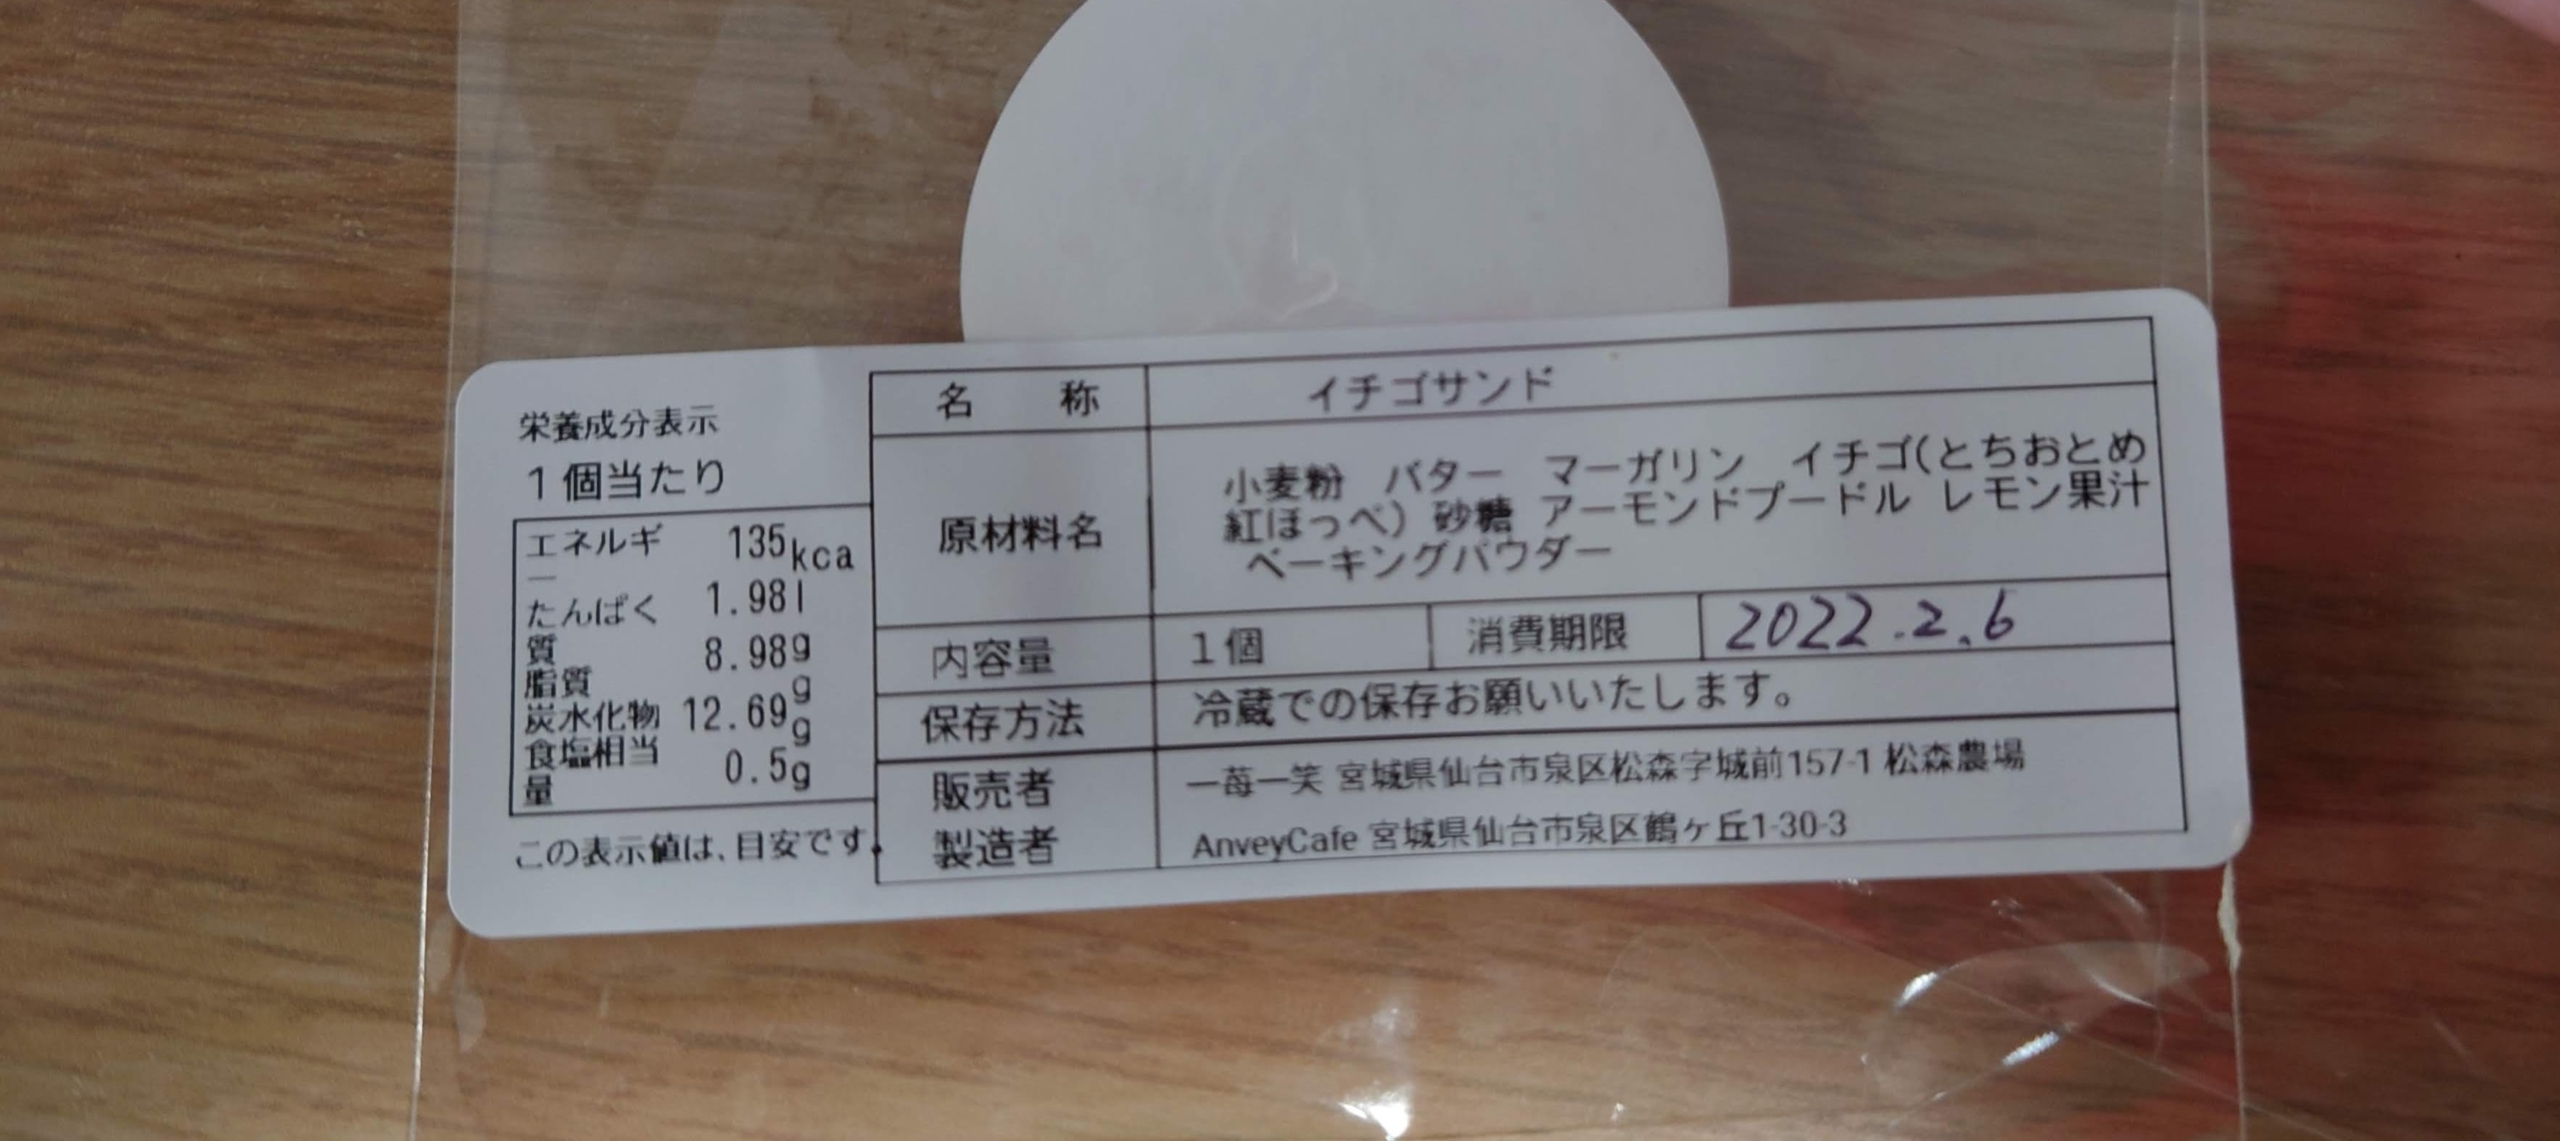 栄養成分表示
1個当たり
エネルギ 135kca
ー
たんぱく 1.98l
質
8.98g
脂質 g
炭水化物 12.69g
食塩相当 0.5g
量
この表示値は、目安です.
名 称 イチゴサンド
原材料名 小麦粉 バター マーガリン イチゴ(とちおとめ
紅ほっぺ) 砂糖 アーモンドプードル レモン果汁
ベーキングパウダー
内容量 1個 消費期限 2022.2.6
保存方法 冷蔵での保存お願いいたします。
販売者 一苺一笑 宮城県仙台市泉区松森字城前157-1 松森農場
製造者 AnveyCafe 宮城県仙台市泉区鶴ヶ丘1-30-3